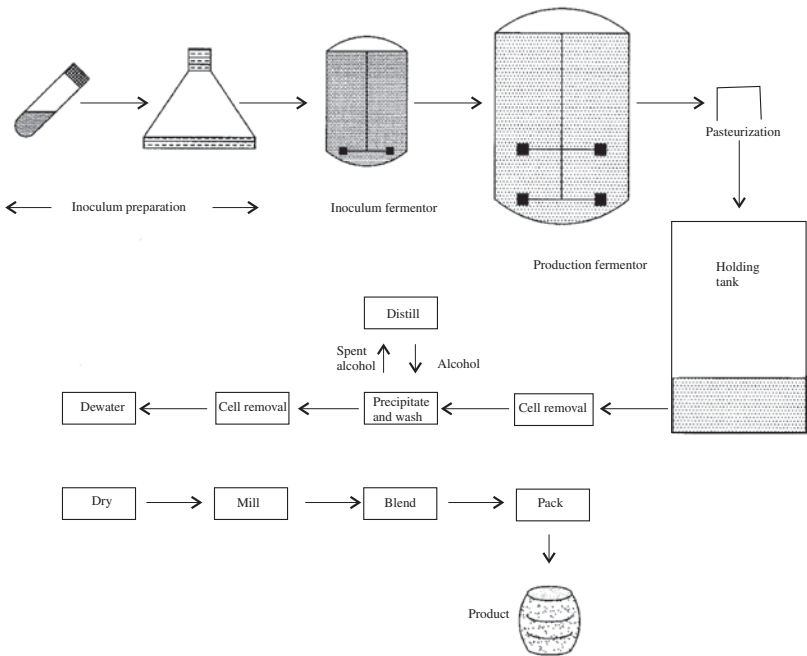 Pasteurization
Inoculum preparation
Inoculum fermentor
Production fermentor
Holding
tank
Distill
Spent
alcohol
Alcohol
Dewater
Cell removal
Precipitate
and wash
Cell removal
Dry
Mill
Blend
Pack
Product